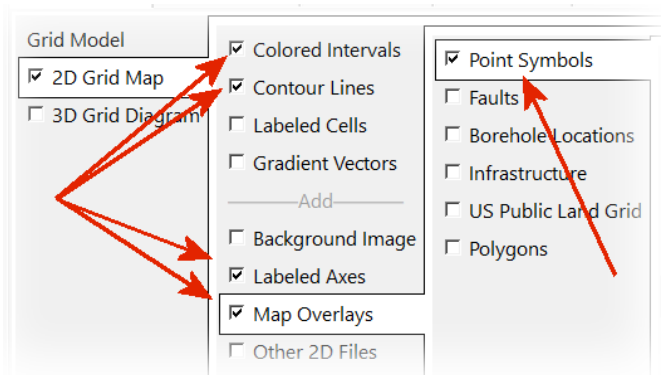 Grid Model
2D Grid Map
3D Grid Diagram
Colored Intervals
Contour Lines
Labeled Cells
Gradient Vectors
Add
Background Image
Labeled Axes
Map Overlays
Other 2D Files
Point Symbols
Faults
Borehole Locations
Infrastructure
US Public Land Grid
Polygons